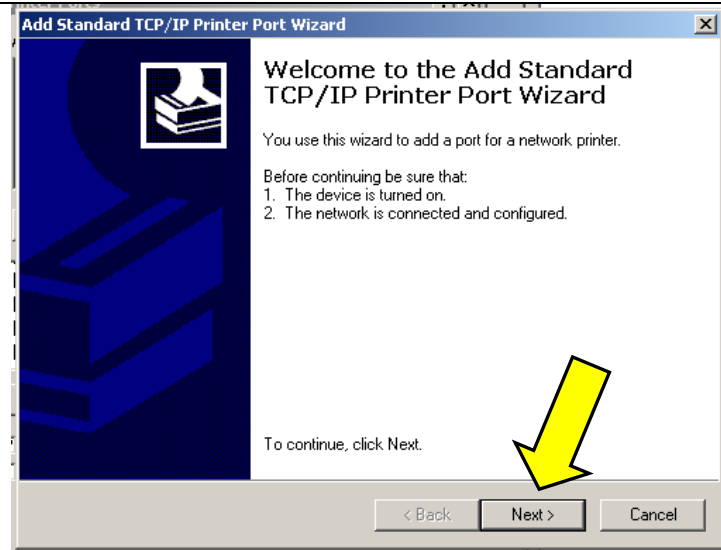 Add Standard TCP/IP Printer Port Wizard
Welcome to the Add Standard
TCP/IP Printer Port Wizard
You use this wizard to add a port for a network printer.
Before continuing be sure that:
1. The device is turned on.
2. The network is connected and configured.
To continue, click Next.
< Back
Next >
Cancel